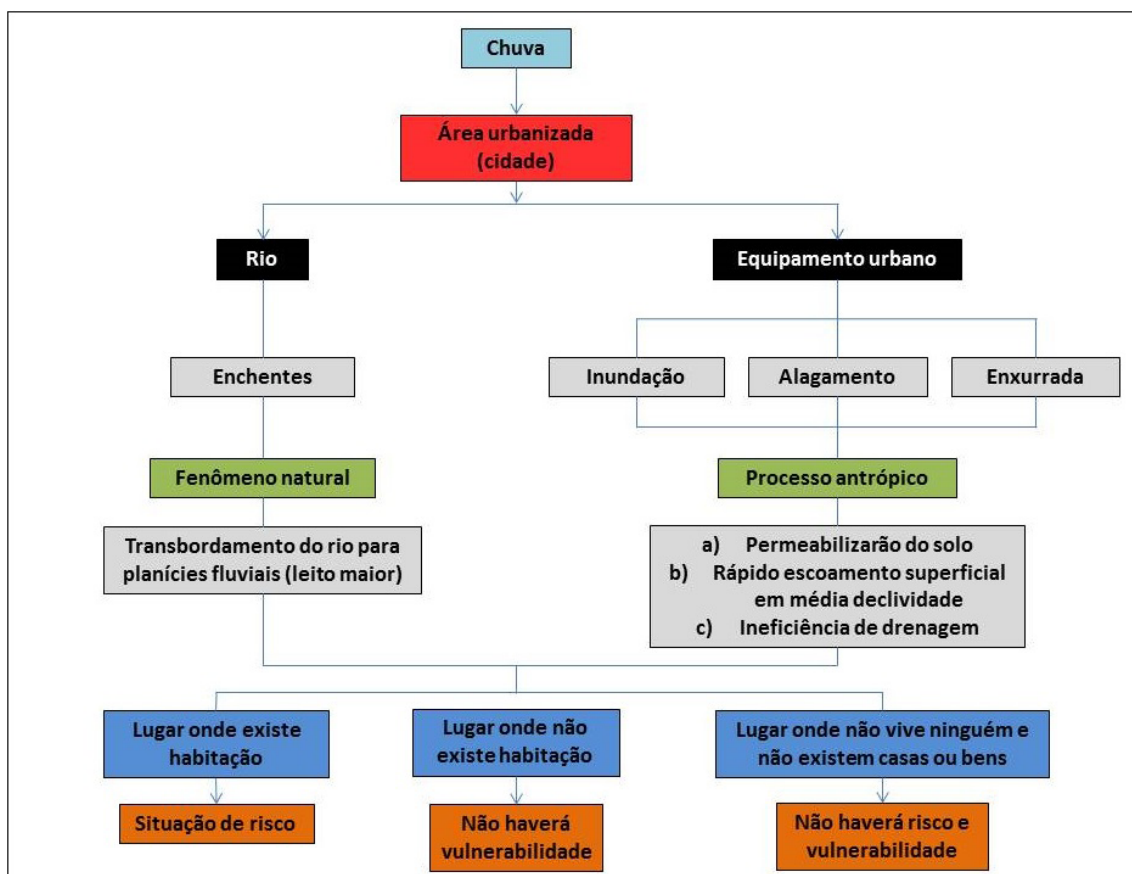 Chuva
Área urbanizada
(cidade)
Rio
Equipamento urbano
Enchentes
Inundação
Alagamento
Enxurrada
Fenômeno natural
Processo antrópico
Transbordamento do rio para
planícies fluviais (leito maior)
a) Permeabilizarão do solo
b) Rápido escoamento superficial
em média declividade
c) Ineficiência de drenagem
Lugar onde existe
habitação
Lugar onde não
existe habitação
Lugar onde não vive ninguém e
não existem casas ou bens
Situação de risco
Não haverá
vulnerabilidade
Não haverá risco e
vulnerabilidade